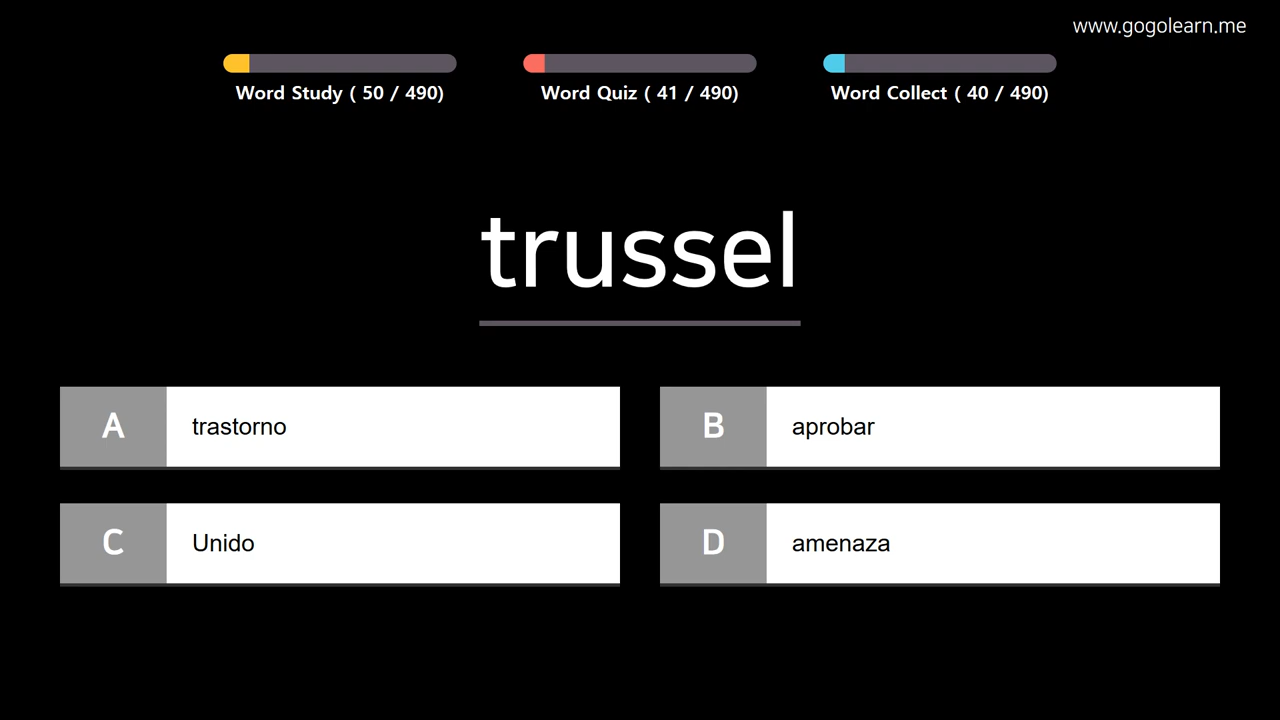 www.gogolearn.me
Word Study ( 50 / 490)
Word Quiz ( 41 / 490)
Word Collect ( 40 / 490)
trussel
A trastorno
B aprobar
C Unido
D amenaza